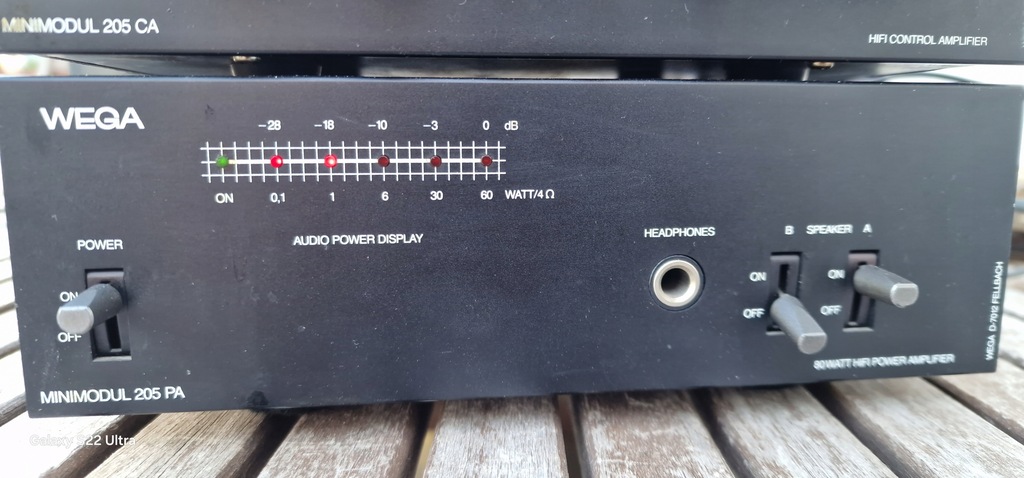 MINIMODUL 205 CA
HIFI CONTROL AMPLIFIER
WEGA
-28 -18 -10 -3 0 dB
ON 0,1 1 6 30 60 WATT/4 Ω
AUDIO POWER DISPLAY
POWER
ON
OFF
HEADPHONES
B SPEAKER A
ON ON
OFF OFF
80 WATT HIFI POWER AMPLIFIER
MINIMODUL 205 PA
WEGA D-7012 FELLBACH
Galaxy S22 Ultra